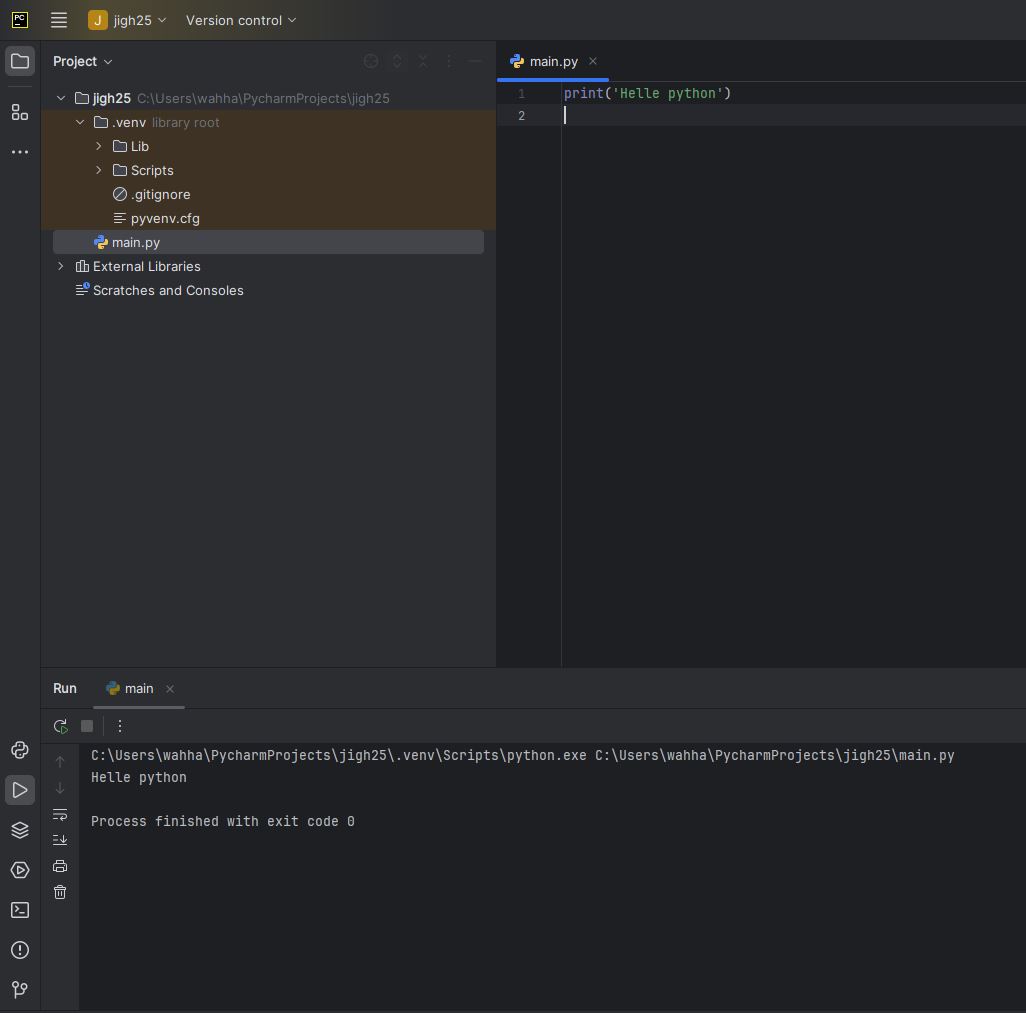 PC
J jigh25 Version control
Project
main.py
jigh25 C:\Users\wahha\PycharmProjects\jigh25
.venv library root
Lib
Scripts
.gitignore
pyvenv.cfg
main.py
External Libraries
Scratches and Consoles
1 print('Helle python')
2
Run main
C:\Users\wahha\PycharmProjects\jigh25\.venv\Scripts\python.exe C:\Users\wahha\PycharmProjects\jigh25\main.py
Helle python
Process finished with exit code 0